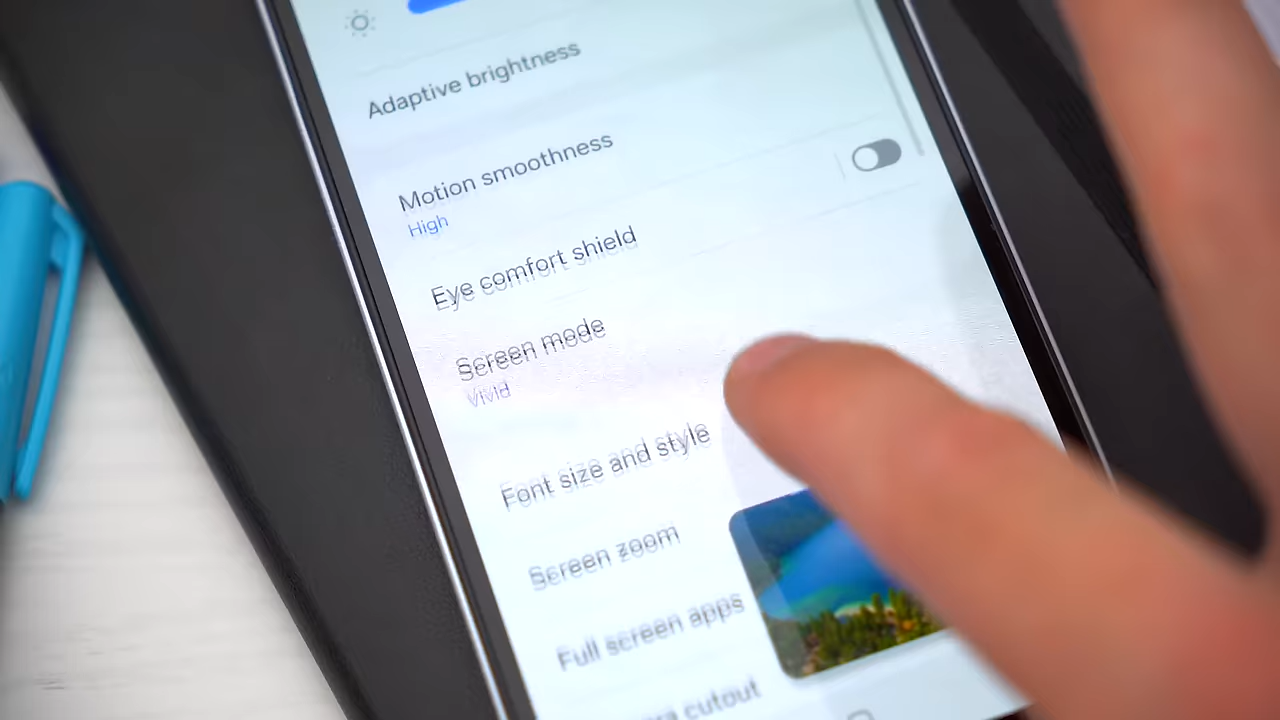 Adaptive brightness
Motion smoothness
High
Eye comfort shield
Screen mode
Vivid
Font size and style
Screen zoom
Full screen apps
cutout